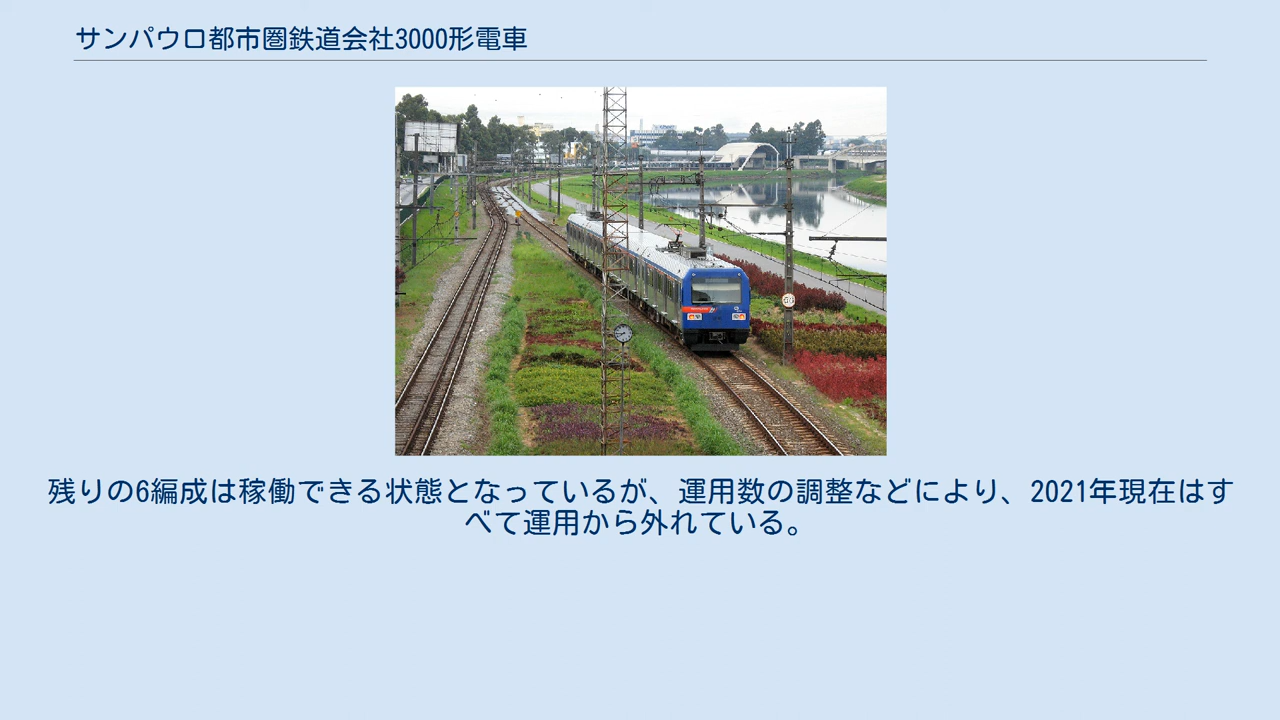 サンパウロ都市圏鉄道会社3000形電車
残りの6編成は稼働できる状態となっているが、運用数の調整などにより、2021年現在はす
べて運用から外れている。